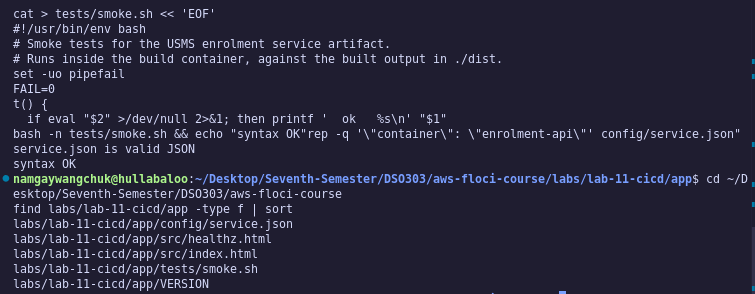 cat > tests/smoke.sh << 'EOF'
#!/usr/bin/env bash
# Smoke tests for the USMS enrolment service artifact.
# Runs inside the build container, against the built output in ./dist.
set -uo pipefail
FAIL=0
t() {
  if eval "$2" >/dev/null 2>&1; then printf '  ok   %s\n' "$1"
bash -n tests/smoke.sh && echo "syntax OK"rep -q '\"container\": \"enrolment-api\"' config/service.json"
service.json is valid JSON
syntax OK
namgaywangchuk@hullabaloo:~/Desktop/Seventh-Semester/DSO303/aws-floci-course/labs/lab-11-cicd/app$ cd ~/D
esktop/Seventh-Semester/DSO303/aws-floci-course
find labs/lab-11-cicd/app -type f | sort
labs/lab-11-cicd/app/config/service.json
labs/lab-11-cicd/app/src/healthz.html
labs/lab-11-cicd/app/src/index.html
labs/lab-11-cicd/app/tests/smoke.sh
labs/lab-11-cicd/app/VERSION